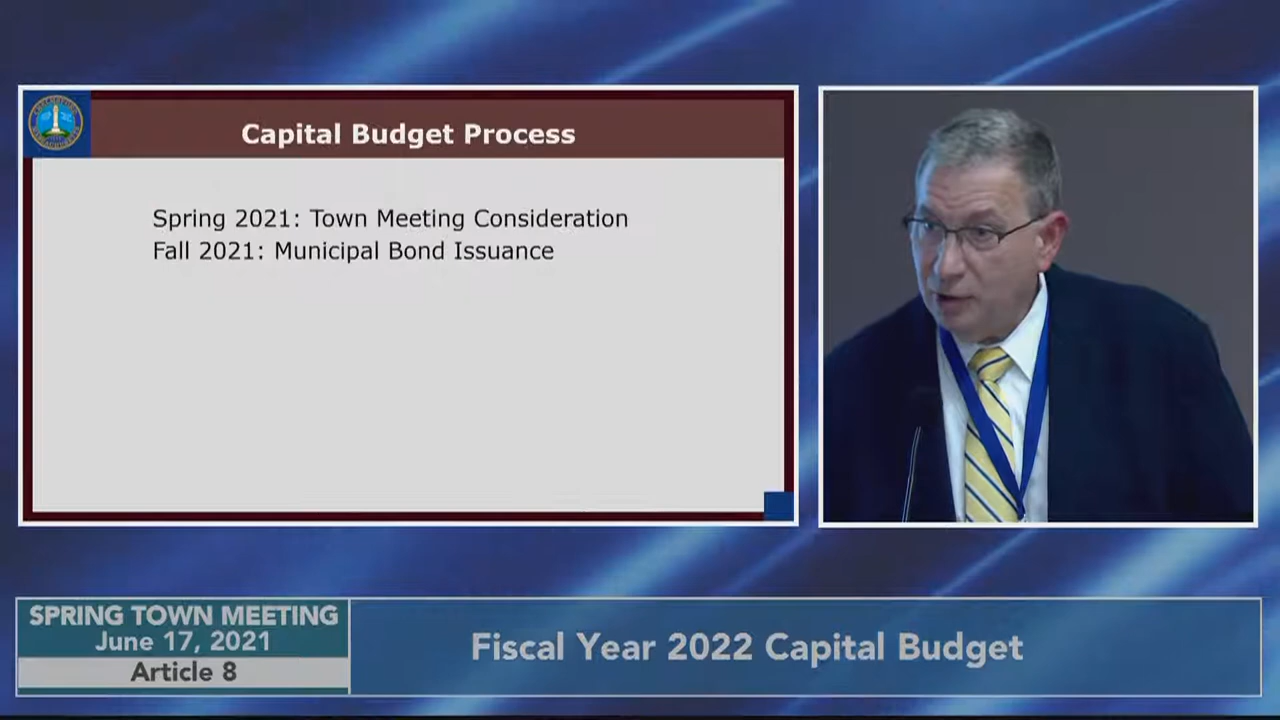 Capital Budget Process
Spring 2021: Town Meeting Consideration
Fall 2021: Municipal Bond Issuance
SPRING TOWN MEETING
June 17, 2021
Article 8
Fiscal Year 2022 Capital Budget